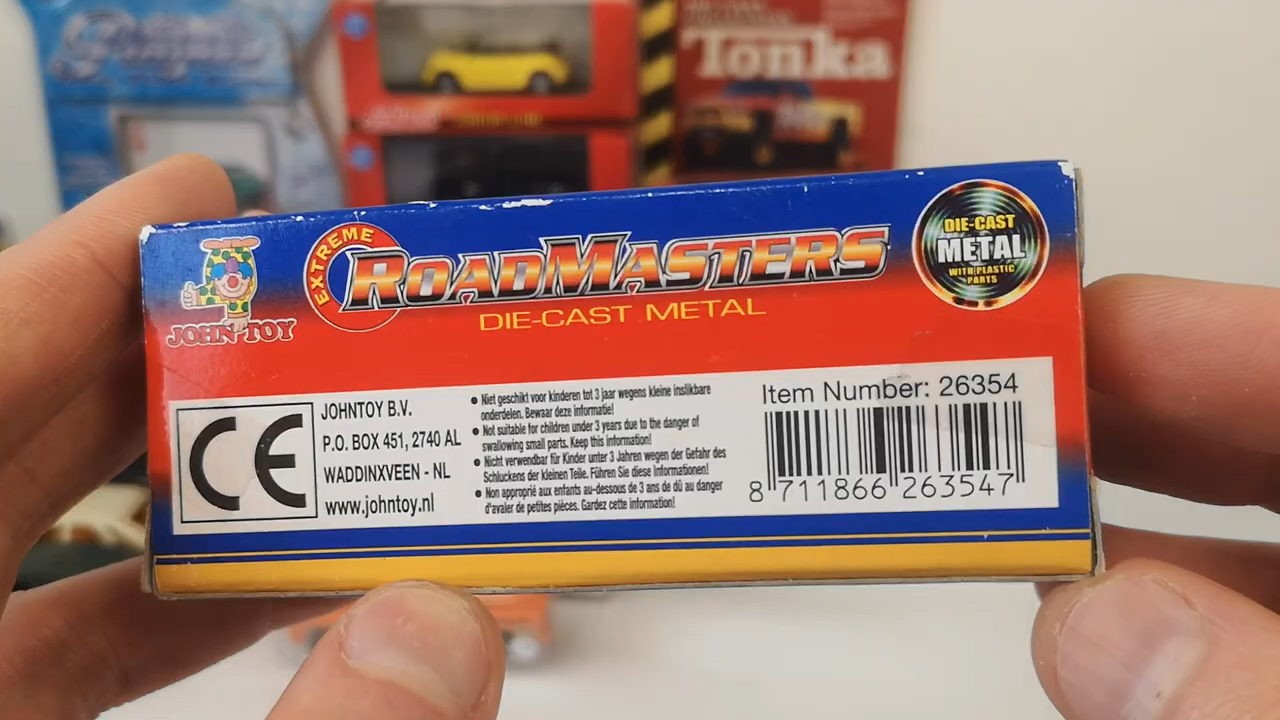 Tonka
EXTREME
ROADMASTERS
DIE-CAST METAL
JOHN TOY
DIE-CAST
METAL
WITH PLASTIC
PARTS
CE
JOHNTOY B.V.
P.O. BOX 451, 2740 AL
WADDINXVEEN - NL
www.johntoy.nl
• Niet geschikt voor kinderen tot 3 jaar wegens kleine inslikbare
onderdelen. Bewaar deze informatie!
• Not suitable for children under 3 years due to the danger of
swallowing small parts. Keep this information!
• Nicht verwendbar für Kinder unter 3 Jahren wegen der Gefahr des
Schluckens der kleinen Teile. Führen Sie diese Informationen!
• Non approprié aux enfants au-dessous de 3 ans de dû au danger
d'avaler de petites pièces. Gardez cette information!
Item Number: 26354
8 711866 263547